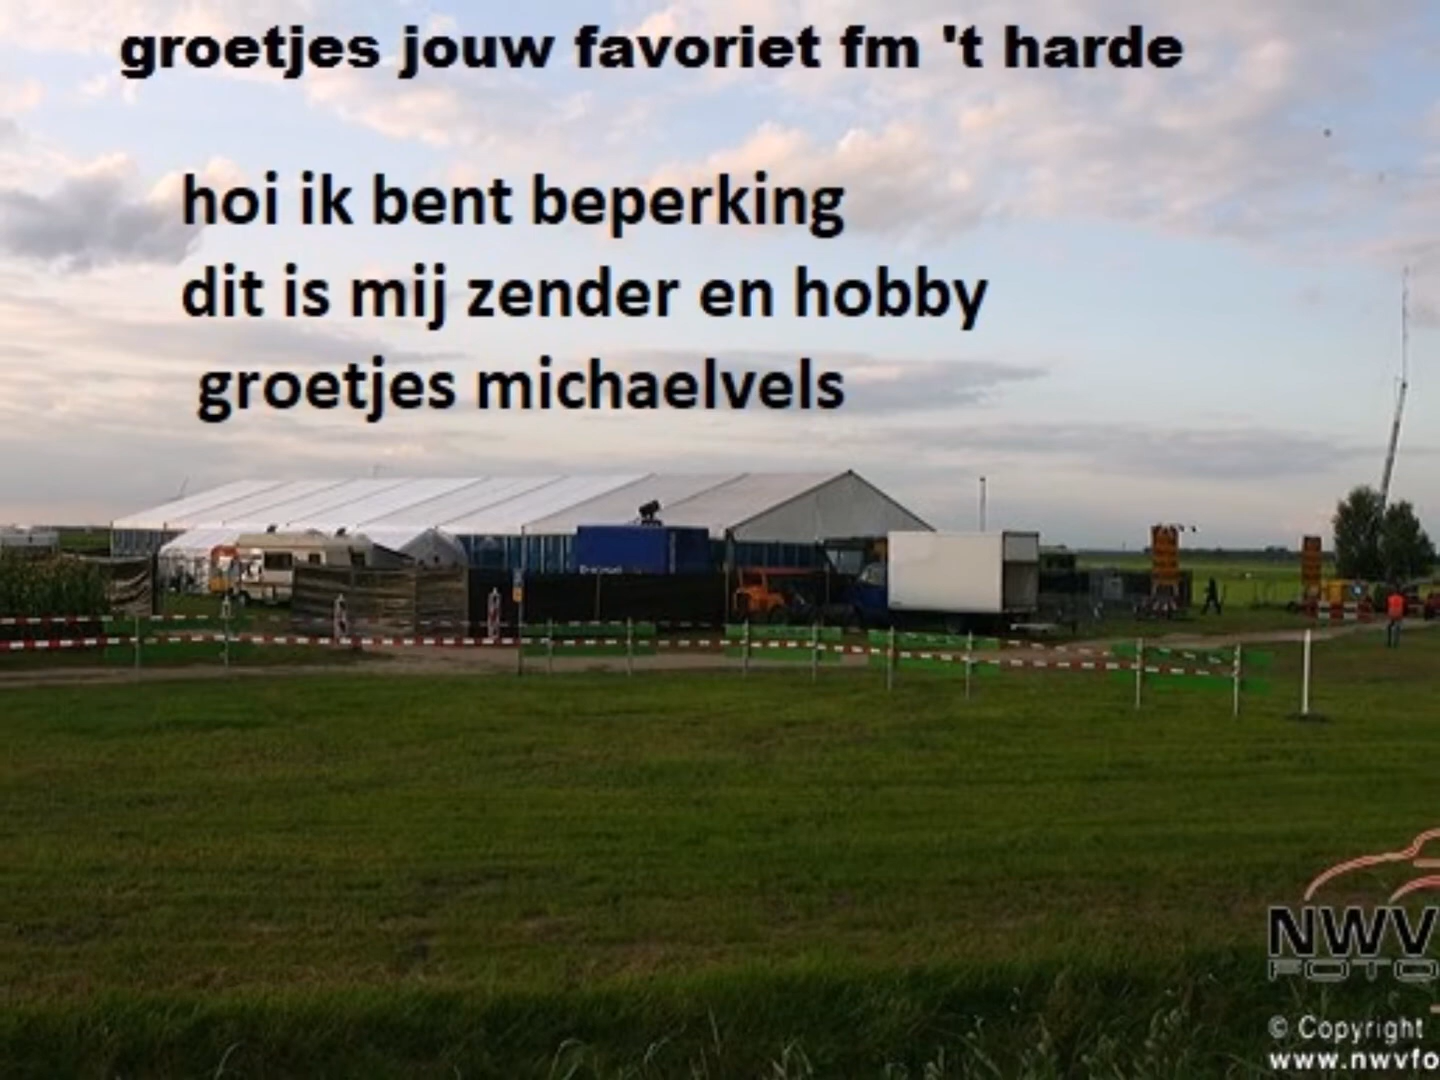 groetjes jouw favoriet fm 't harde
hoi ik bent beperking
dit is mij zender en hobby
groetjes michaelvels
NWV
FOTO
© Copyright
www.nwvfo